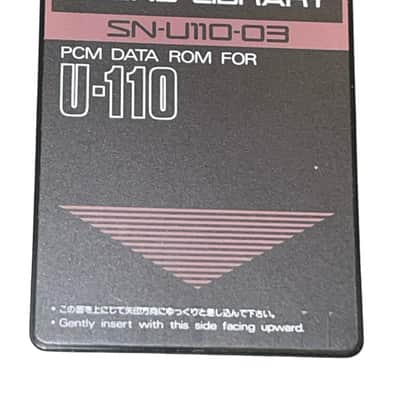 LIBRARY
SN-U110-03
PCM DATA ROM FOR
U-110
• この面を上にして矢印方向にゆっくりと差し込んで下さい。
• Gently insert with this side facing upward.